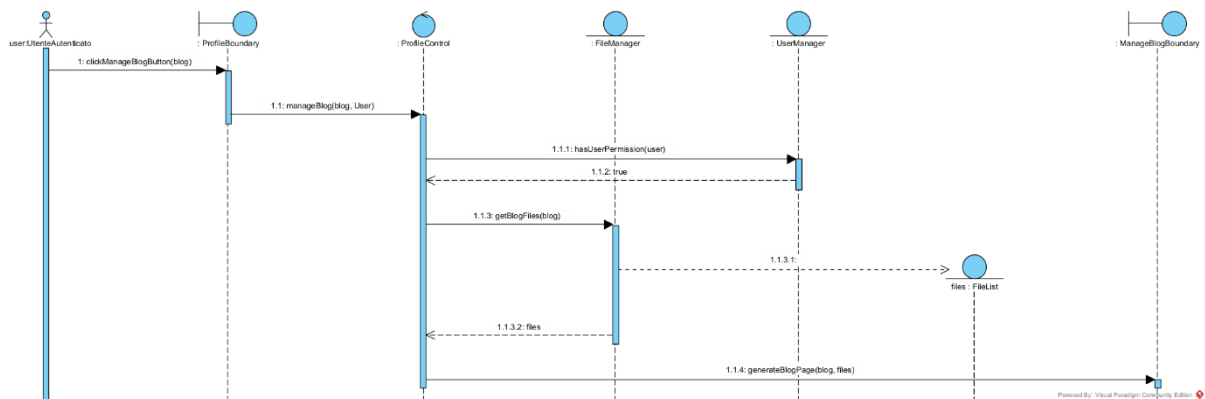 user:UtenteAutenticato
: ProfileBoundary
: ProfileControl
: FileManager
: UserManager
: ManageBlogBoundary
1: clickManageBlogButton(blog)
1.1: manageBlog(blog, User)
1.1.1: hasUserPermission(user)
1.1.2: true
1.1.3: getBlogFiles(blog)
1.1.3.1:
files : FileList
1.1.3.2: files
1.1.4: generateBlogPage(blog, files)
Powered By: Visual Paradigm Community Edition